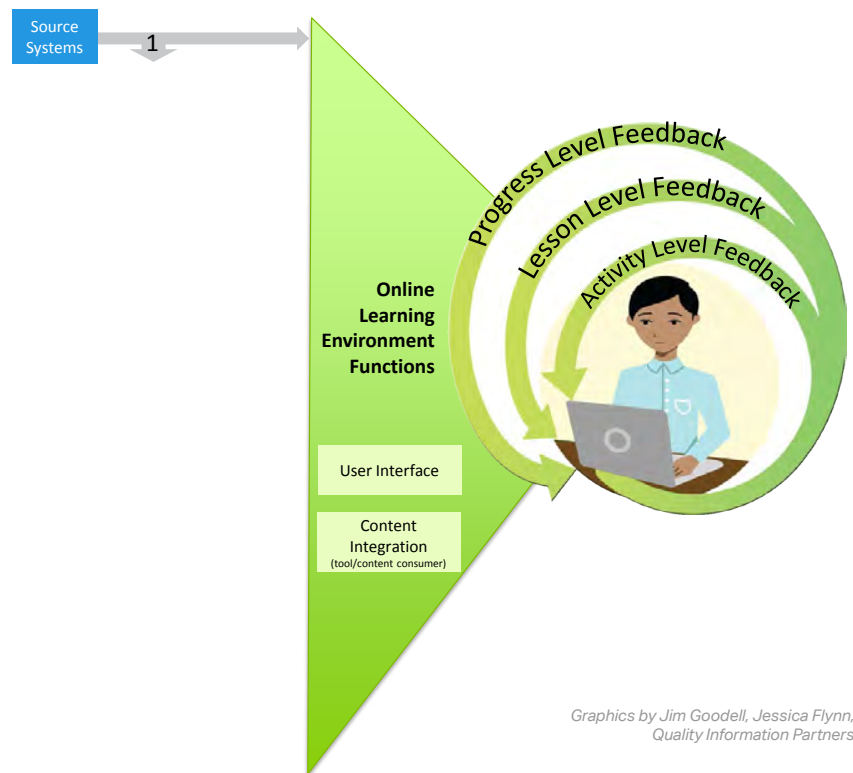 Source
Systems
1
Progress Level Feedback
Lesson Level Feedback
Activity Level Feedback
Online
Learning
Environment
Functions
User Interface
Content
Integration
(tool/content consumer)
Graphics by Jim Goodell, Jessica Flynn,
Quality Information Partners